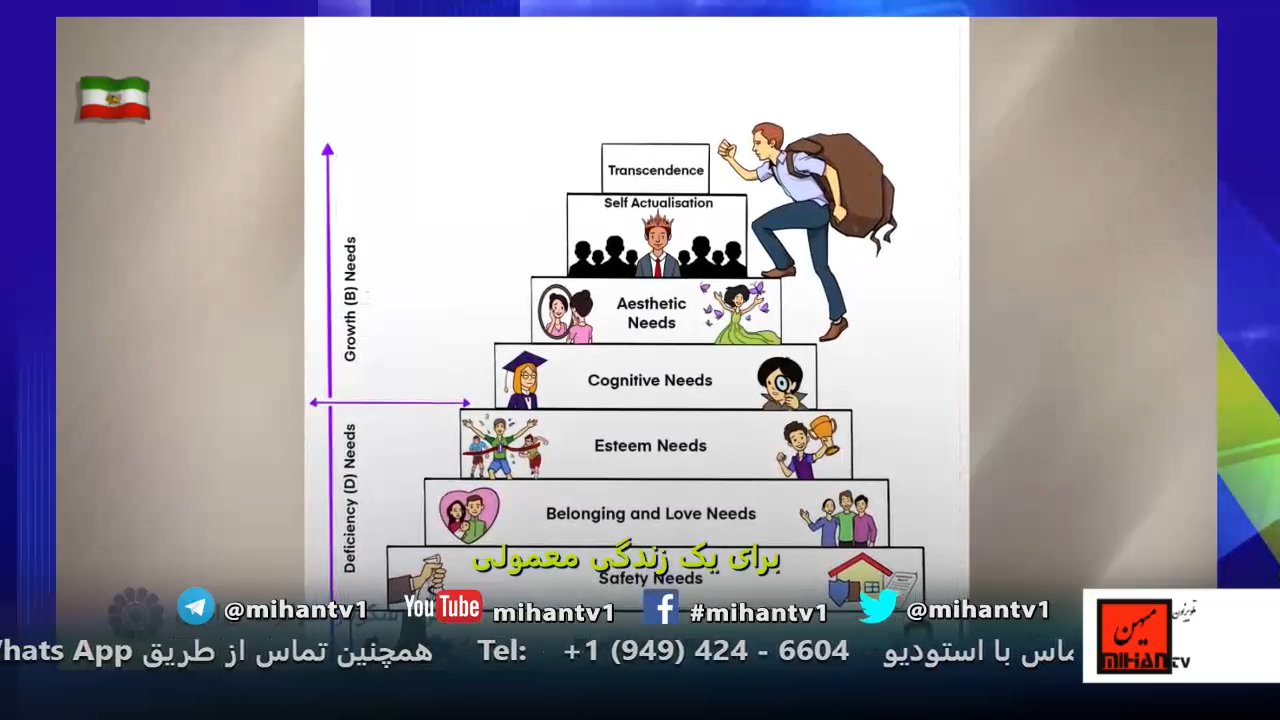 Transcendence
Self Actualisation
Aesthetic
Needs
Cognitive Needs
Esteem Needs
Belonging and Love Needs
Safety Needs
Growth (B) Needs
Deficiency (D) Needs
برای یک زندگی معمولی
@mihantv1
YouTube mihantv1
#mihantv1
@mihantv1
Whats App همچنین تماس از طریق Tel: +1 (949) 424 - 6604 ماس با استودیو
تلویزیون
میهن
MIHAN TV